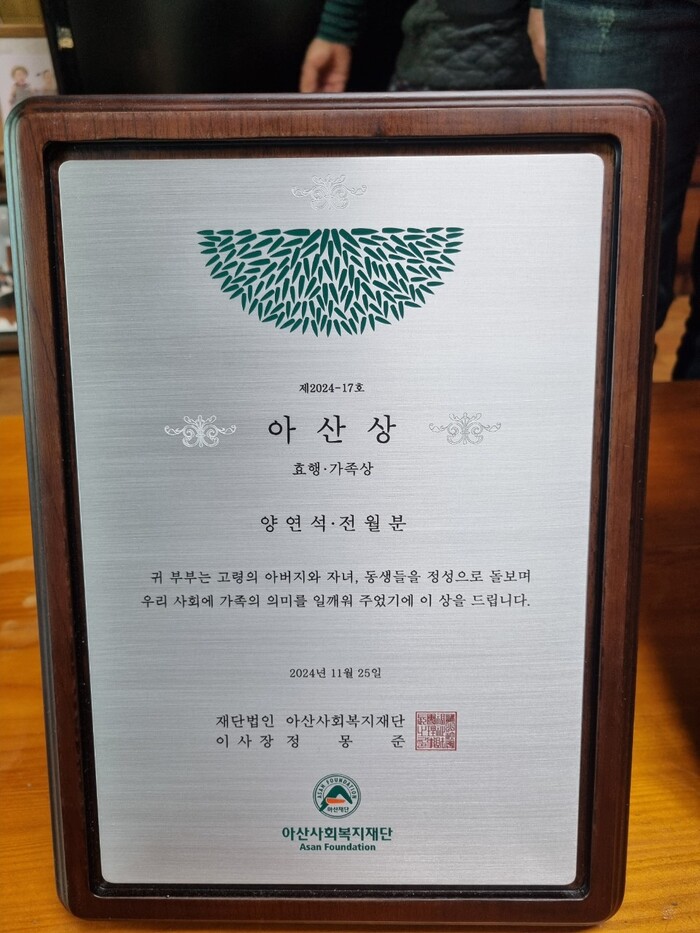 제2024-17호
아산상
효행·가족상
양연석·전월분
귀 부부는 고령의 아버지와 자녀, 동생들을 정성으로 돌보며
우리 사회에 가족의 의미를 일깨워 주었기에 이 상을 드립니다.
2024년 11월 25일
재단법인 아산사회복지재단
이사장 정몽준
ASAN FOUNDATION
아산재단
아산사회복지재단
Asan Foundation